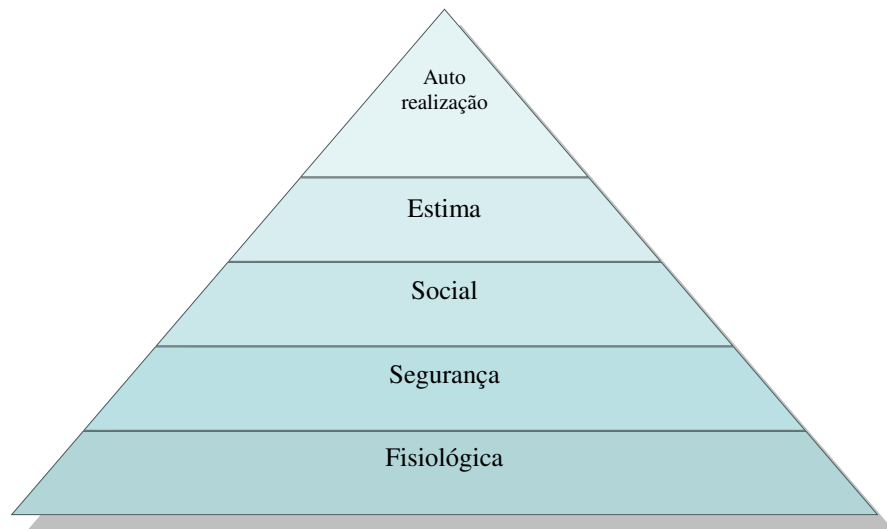 Auto
realização
Estima
Social
Segurança
Fisiológica